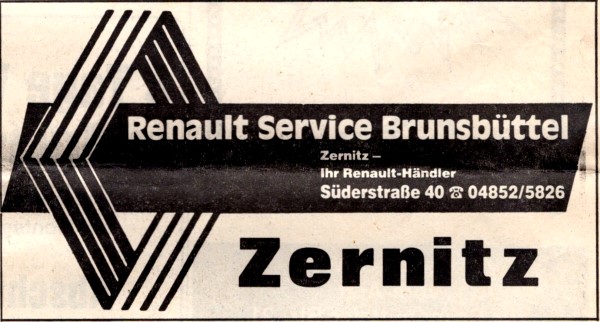 Renault Service Brunsbüttel
Zernitz –
Ihr Renault-Händler
Süderstraße 40 ☎ 04852/5826
Zernitz